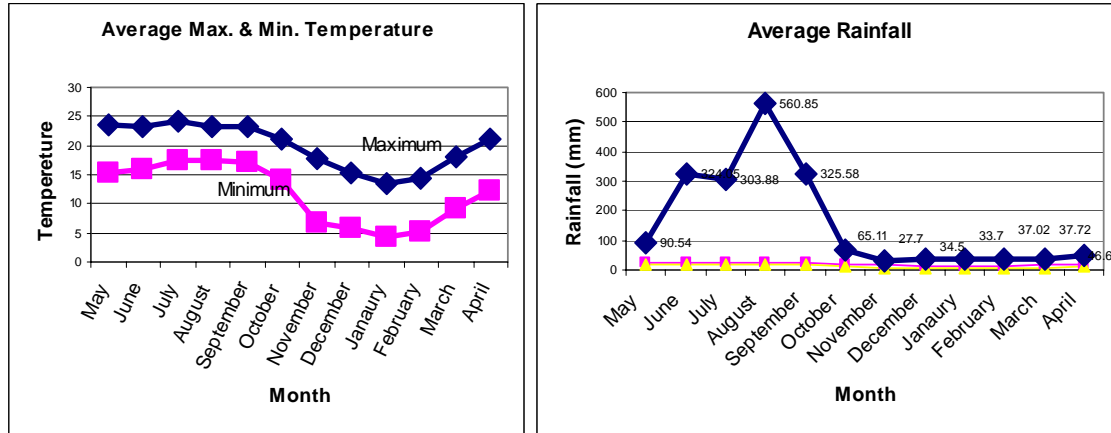 Average Max. & Min. Temperature
Tempereture
30
25
20
15
10
5
0
Maximum
Minimum
May
June
July
August
September
October
November
December
Janaury
February
March
April
Month
Average Rainfall
Rainfall (mm)
600
500
400
300
200
100
0
90.54
303.88
560.85
325.58
65.11
27.7
34.5
33.7
37.02
37.72
May
June
July
August
September
October
November
December
Janaury
February
March
April
Month